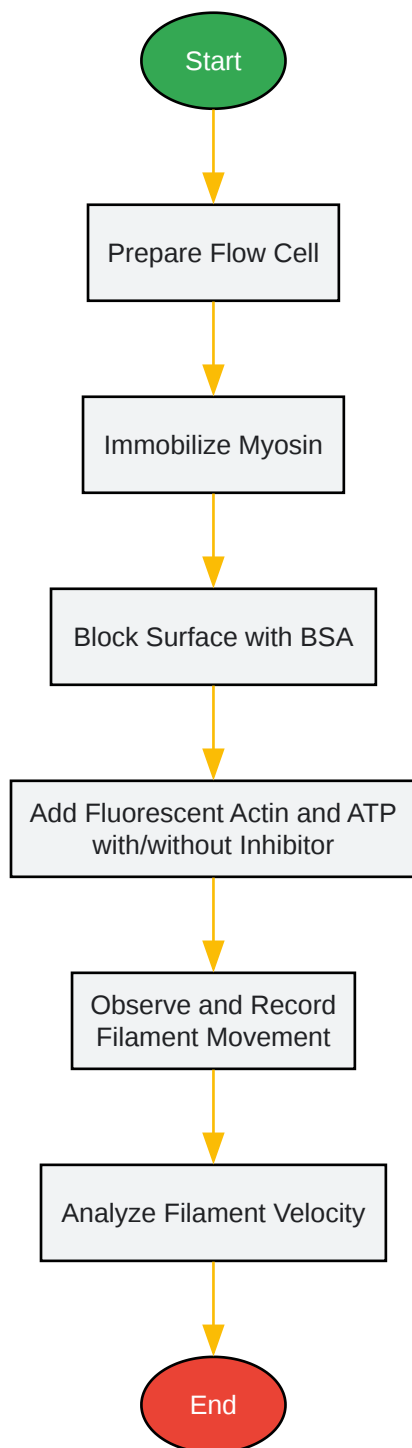 Start
Prepare Flow Cell
Immobilize Myosin
Block Surface with BSA
Add Fluorescent Actin and ATP
with/without Inhibitor
Observe and Record
Filament Movement
Analyze Filament Velocity
End